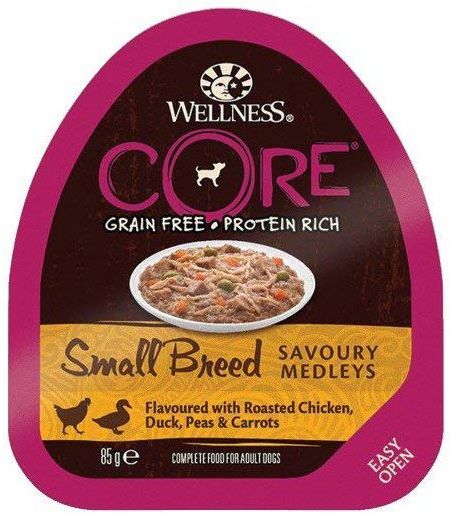 WELLNESS®
CORE®
GRAIN FREE • PROTEIN RICH
Small Breed
SAVOURY
MEDLEYS
Flavoured with Roasted Chicken,
Duck, Peas & Carrots
85 g ℮
COMPLETE FOOD FOR ADULT DOGS
EASY
OPEN